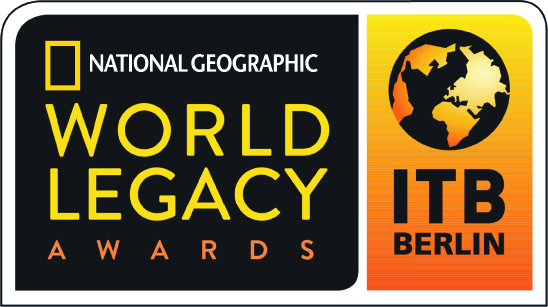 NATIONAL GEOGRAPHIC
WORLD
LEGACY
AWARDS
ITB
BERLIN